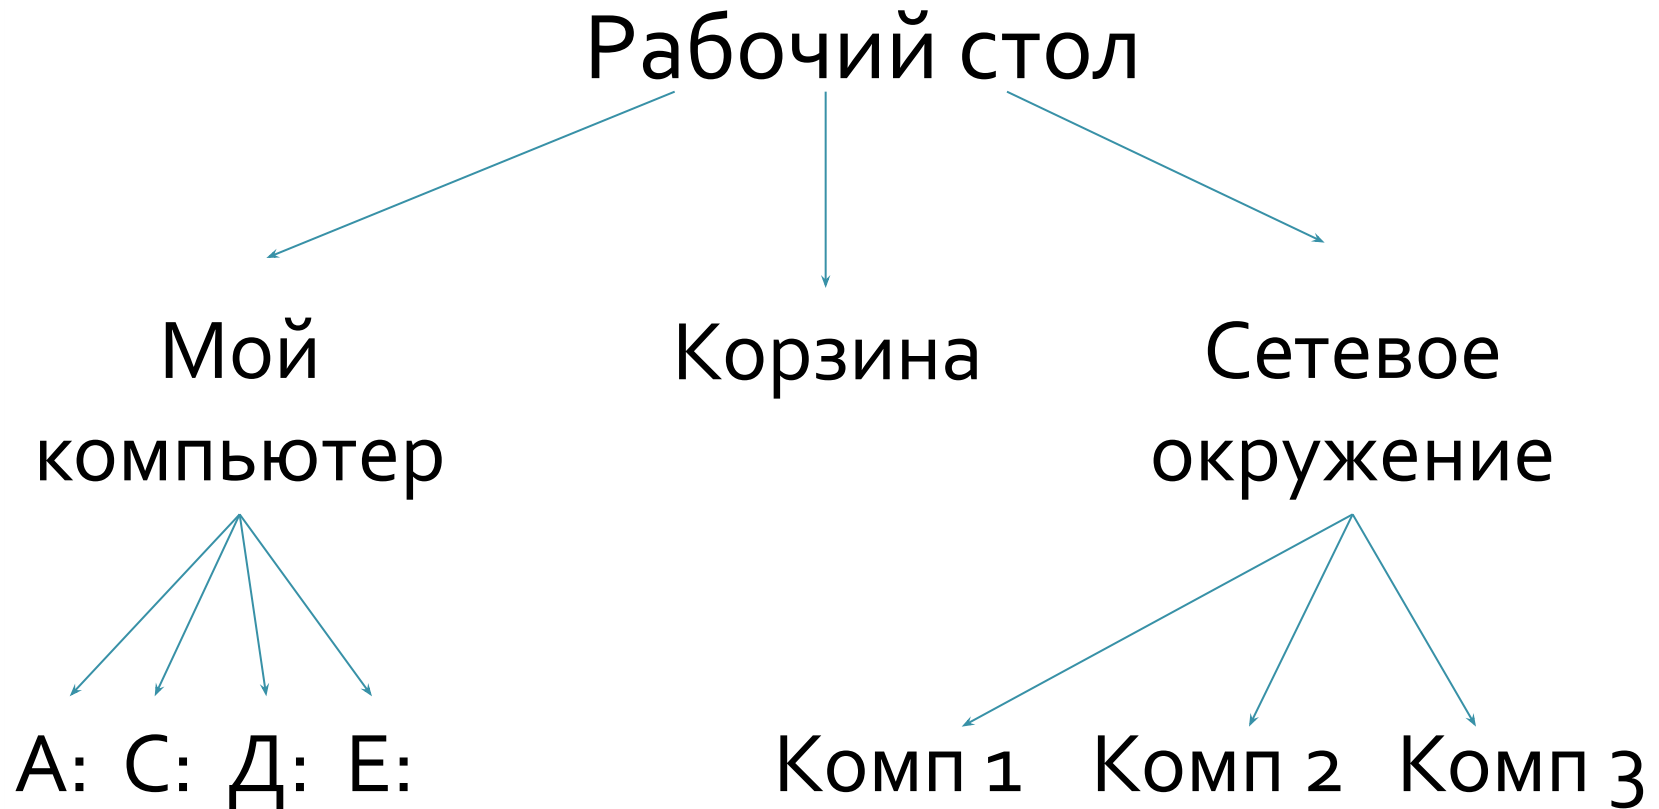 Рабочий стол
Мой
компьютер
Корзина
Сетевое
окружение
А: С: Д: Е:
Комп 1 Комп 2 Комп 3